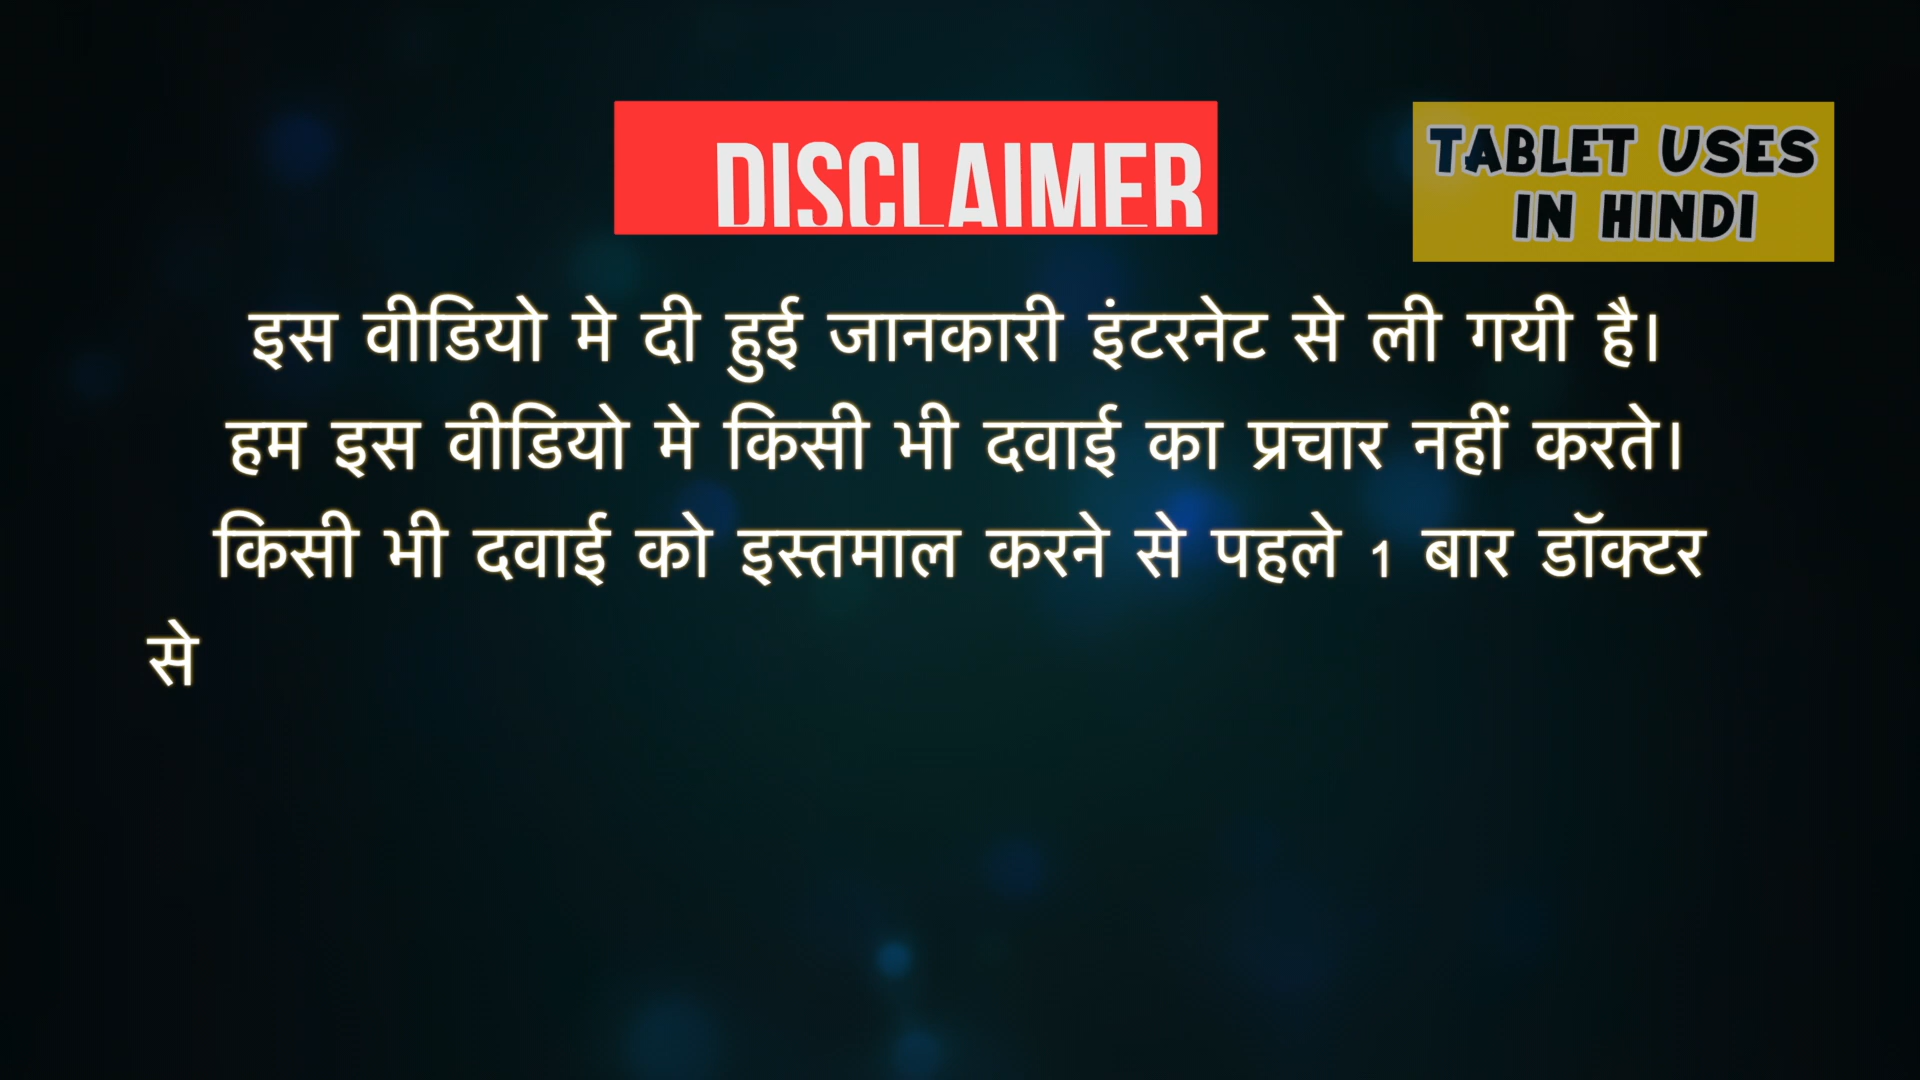 DISCLAIMER
TABLET USES
IN HINDI
इस वीडियो मे दी हुई जानकारी इंटरनेट से ली गयी है।
हम इस वीडियो मे किसी भी दवाई का प्रचार नहीं करते।
किसी भी दवाई को इस्तमाल करने से पहले 1 बार डॉक्टर
से